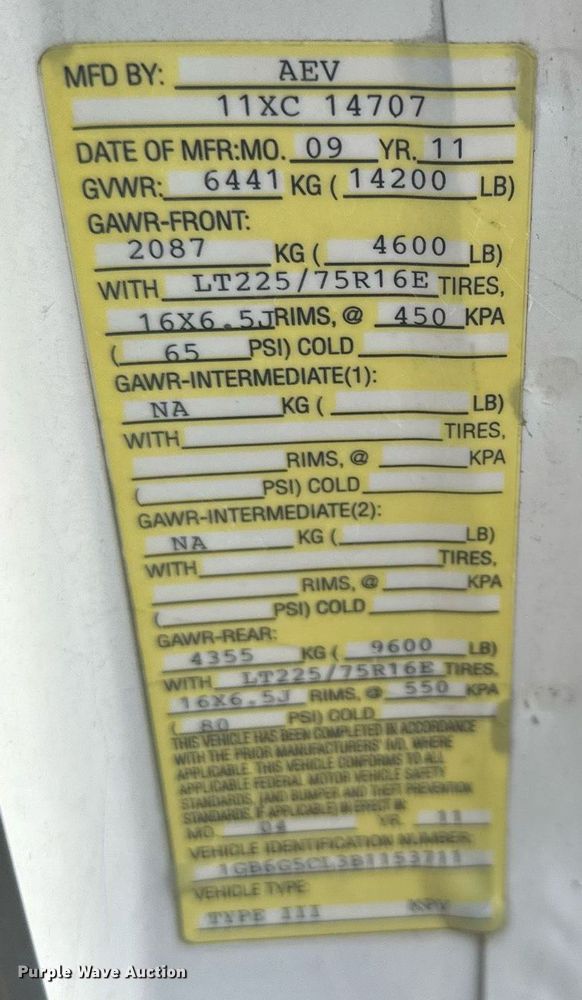 MFD BY: AEV
11XC 14707
DATE OF MFR:MO. 09 YR. 11
GVWR: 6441 KG ( 14200 LB)
GAWR-FRONT:
2087 KG ( 4600 LB)
WITH LT225/75R16E TIRES,
16X6.5J RIMS, @ 450 KPA
( 65 PSI) COLD
GAWR-INTERMEDIATE(1):
NA KG ( LB)
WITH TIRES,
RIMS, @ KPA
( PSI) COLD
GAWR-INTERMEDIATE(2):
NA KG ( LB)
WITH TIRES,
RIMS, @ KPA
( PSI) COLD
GAWR-REAR:
4355 KG ( 9600 LB)
WITH LT225/75R16E TIRES,
16X6.5J RIMS, @ 550 KPA
( 80 PSI) COLD
THIS VEHICLE HAS BEEN COMPLETED IN ACCORDANCE
WITH THE PRIOR MANUFACTURERS' IVD, WHERE
APPLICABLE. THIS VEHICLE CONFORMS TO ALL
APPLICABLE FEDERAL MOTOR VEHICLE SAFETY
STANDARDS, [AND BUMPER AND THEFT PREVENTION
STANDARDS, IF APPLICABLE] IN EFFECT IN:
MO. YR. 11
VEHICLE IDENTIFICATION NUMBER:
1GB6G5CL3B1153711
VEHICLE TYPE:
TYPE III
Purple Wave Auction